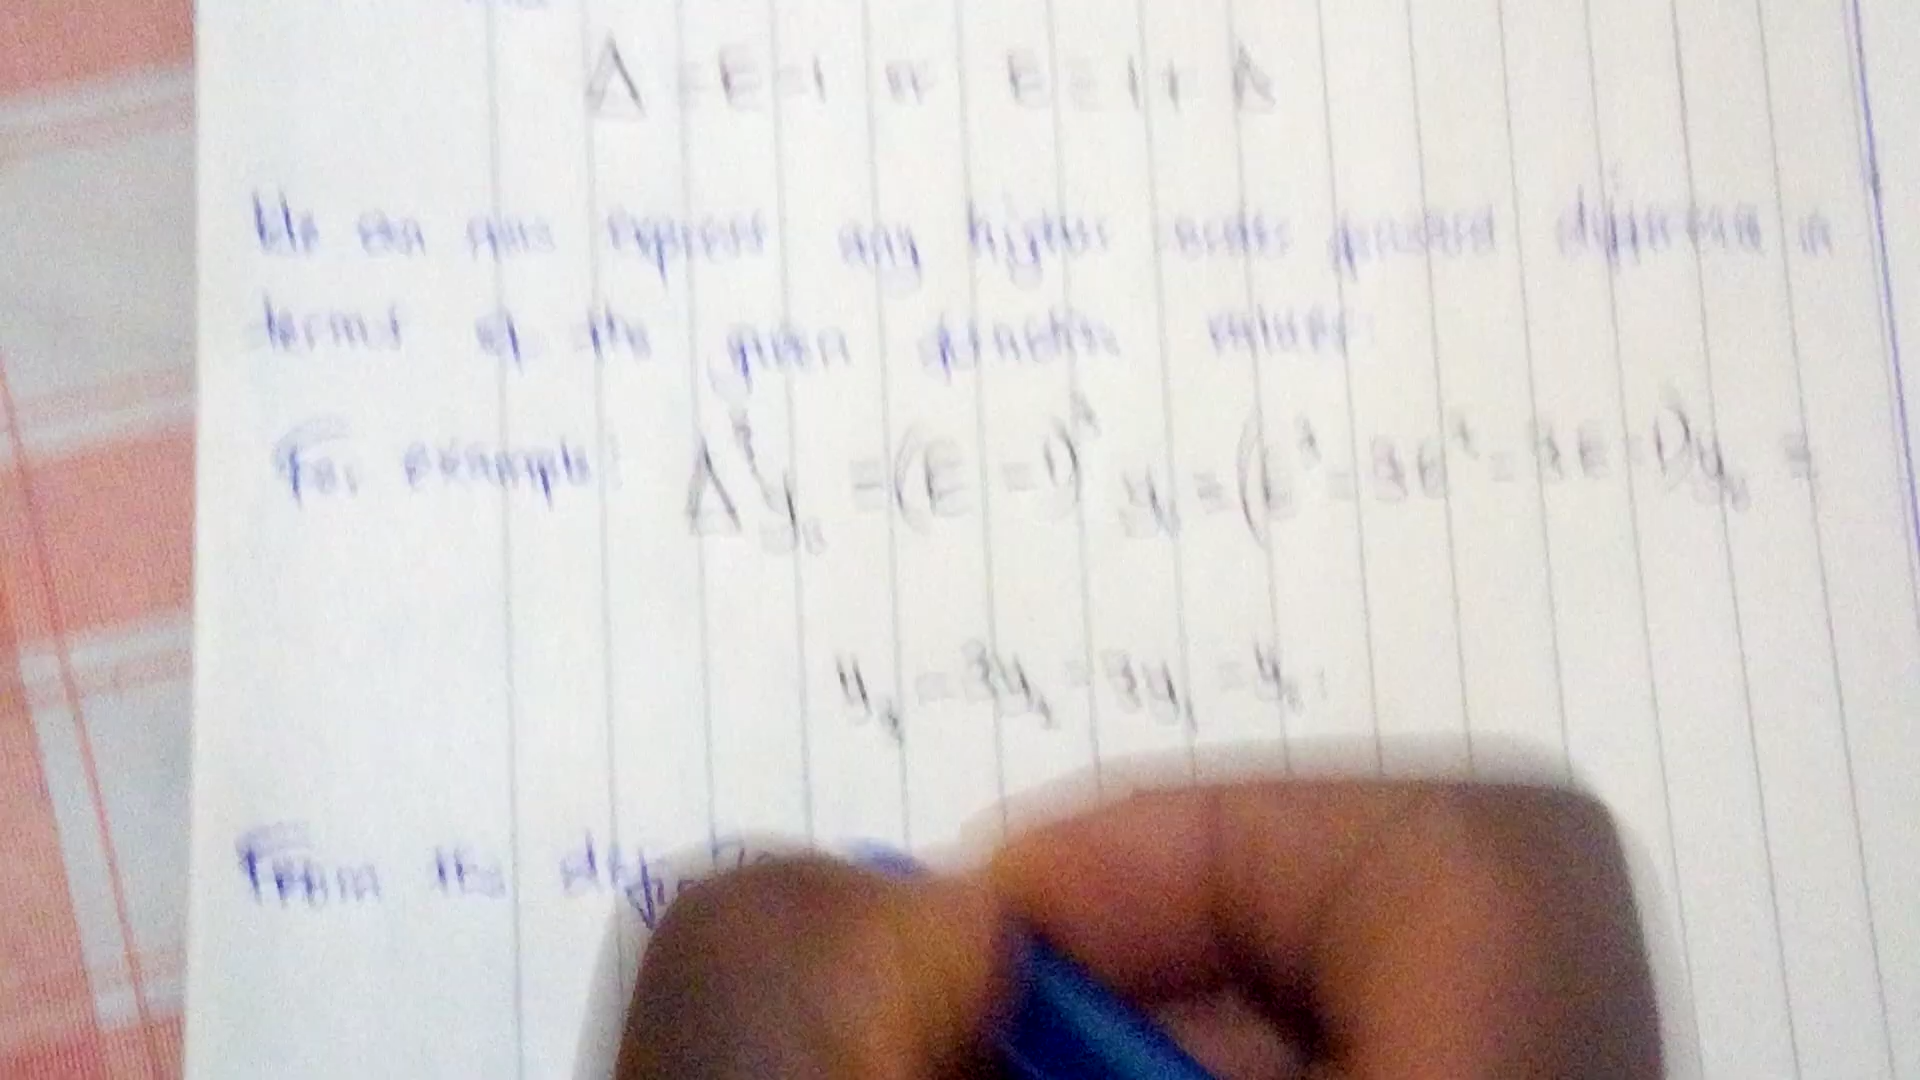 Δ = E - 1 or E = 1 + Δ
We can now express any higher order forward difference in
terms of the given function values.
For example: Δ³y₀ = (E - 1)³ y₀ = (E³ - 3E² - 3E - 1)y₀ =
y₃ - 3y₂ - 3y₁ - y₀.
From the